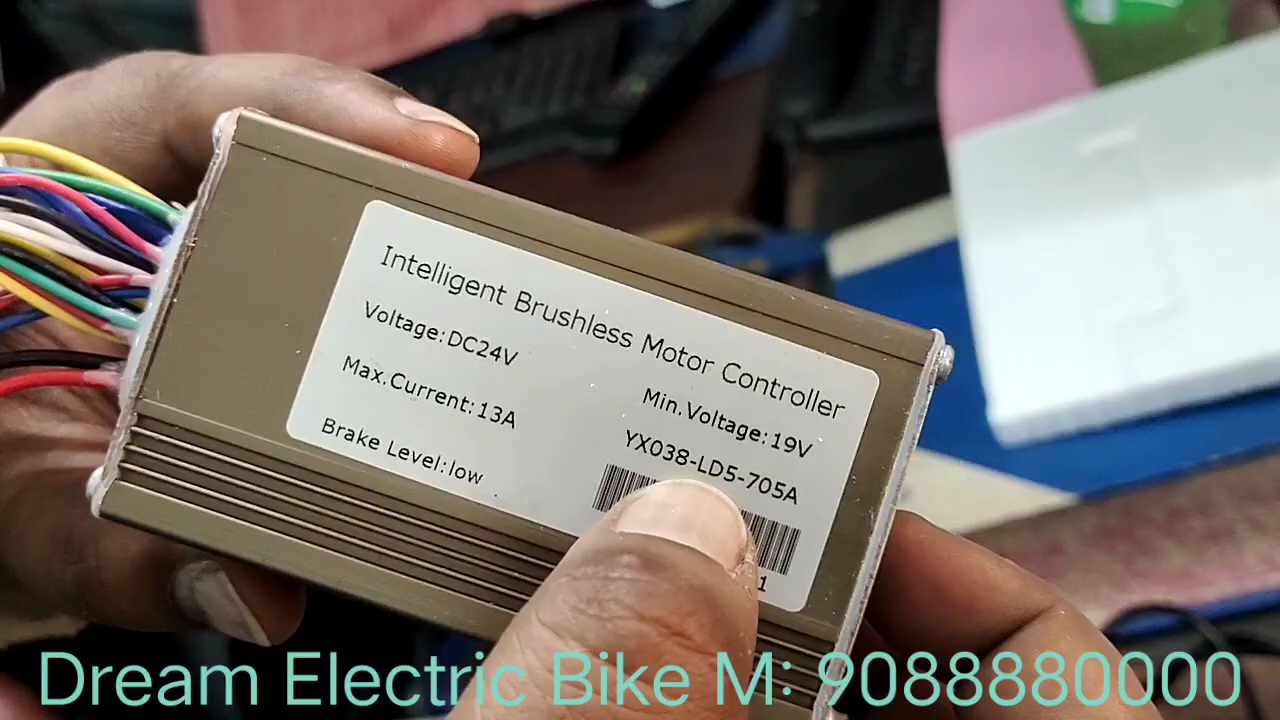 Intelligent Brushless Motor Controller
Voltage:DC24V
Min.Voltage:19V
Max.Current:13A
YX038-LD5-705A
Brake Level:low
1
Dream Electric Bike M: 9088880000